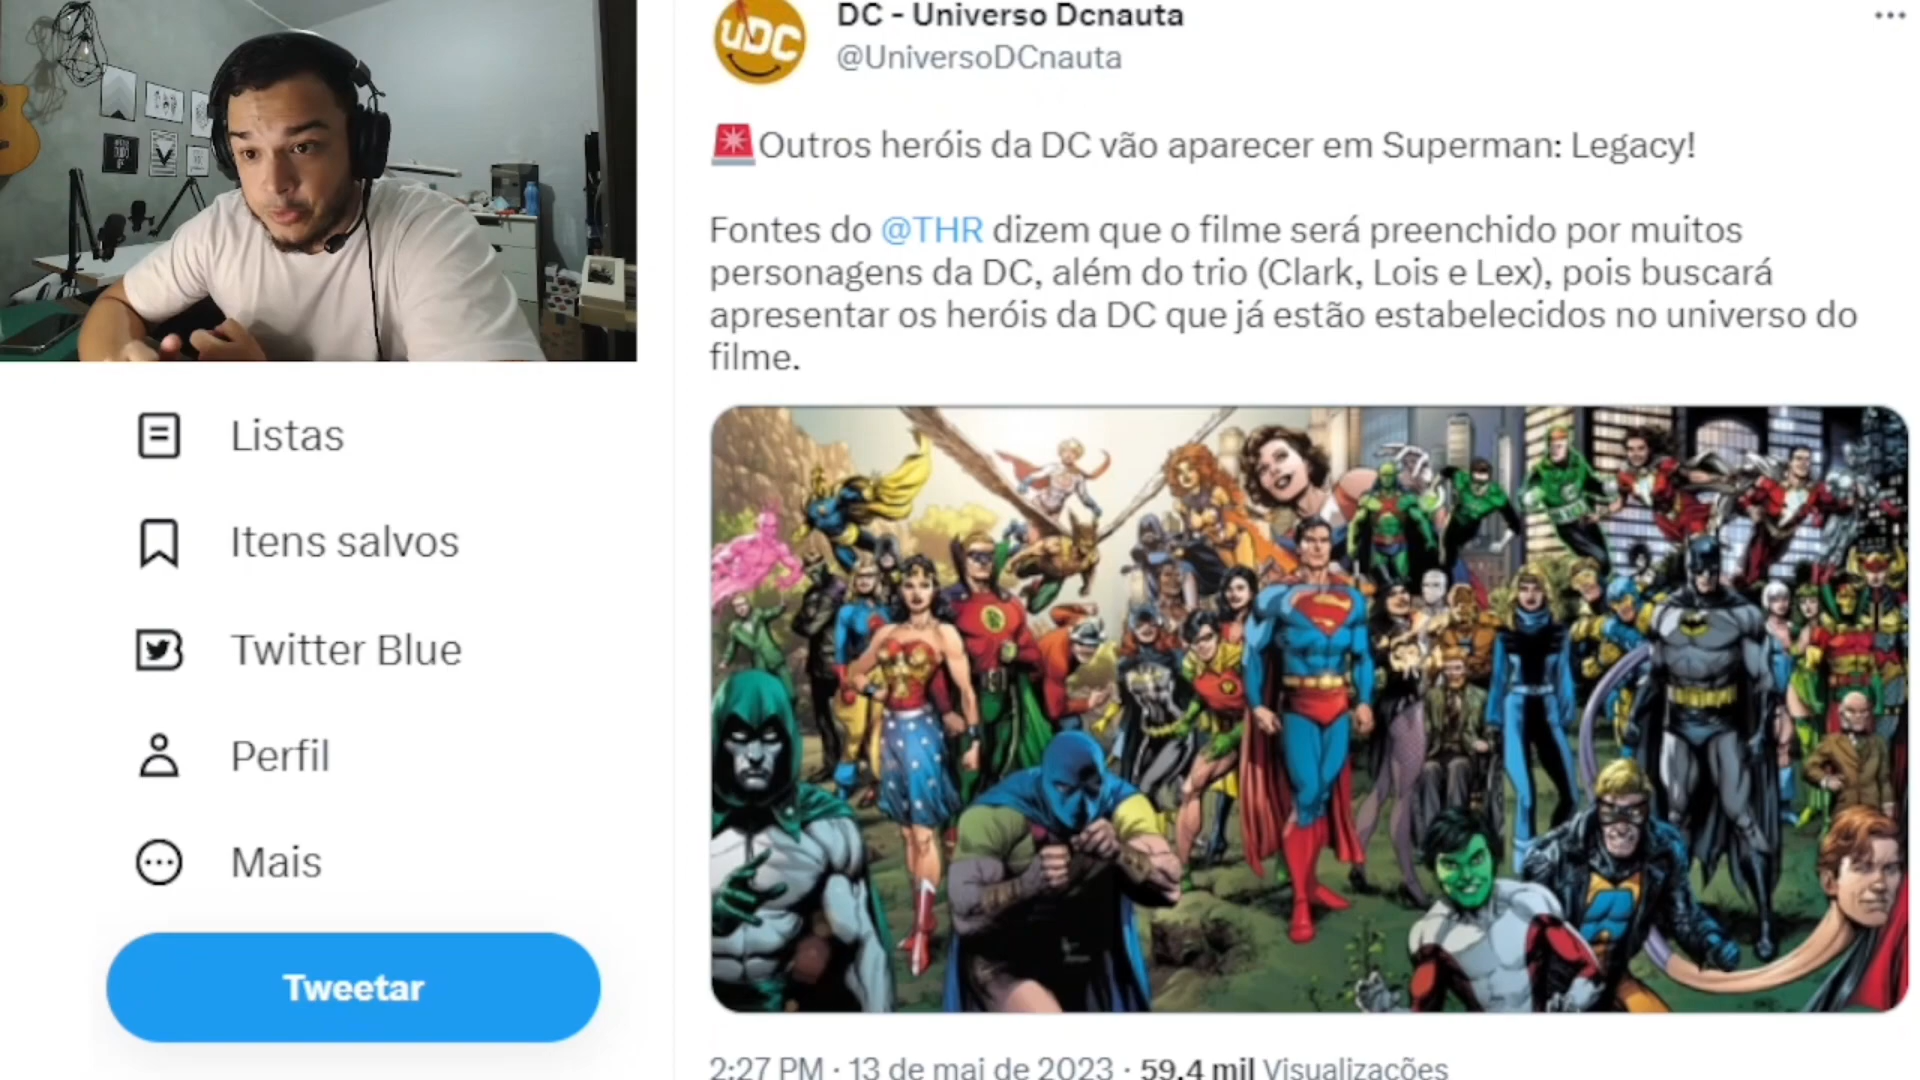 uDC
DC - Universo Dcnauta
@UniversoDCnauta
Outros heróis da DC vão aparecer em Superman: Legacy!
Fontes do @THR dizem que o filme será preenchido por muitos
personagens da DC, além do trio (Clark, Lois e Lex), pois buscará
apresentar os heróis da DC que já estão estabelecidos no universo do
filme.
Listas
Itens salvos
Twitter Blue
Perfil
Mais
Tweetar
2:27 PM · 13 de mai de 2023 · 59,4 mil Visualizações